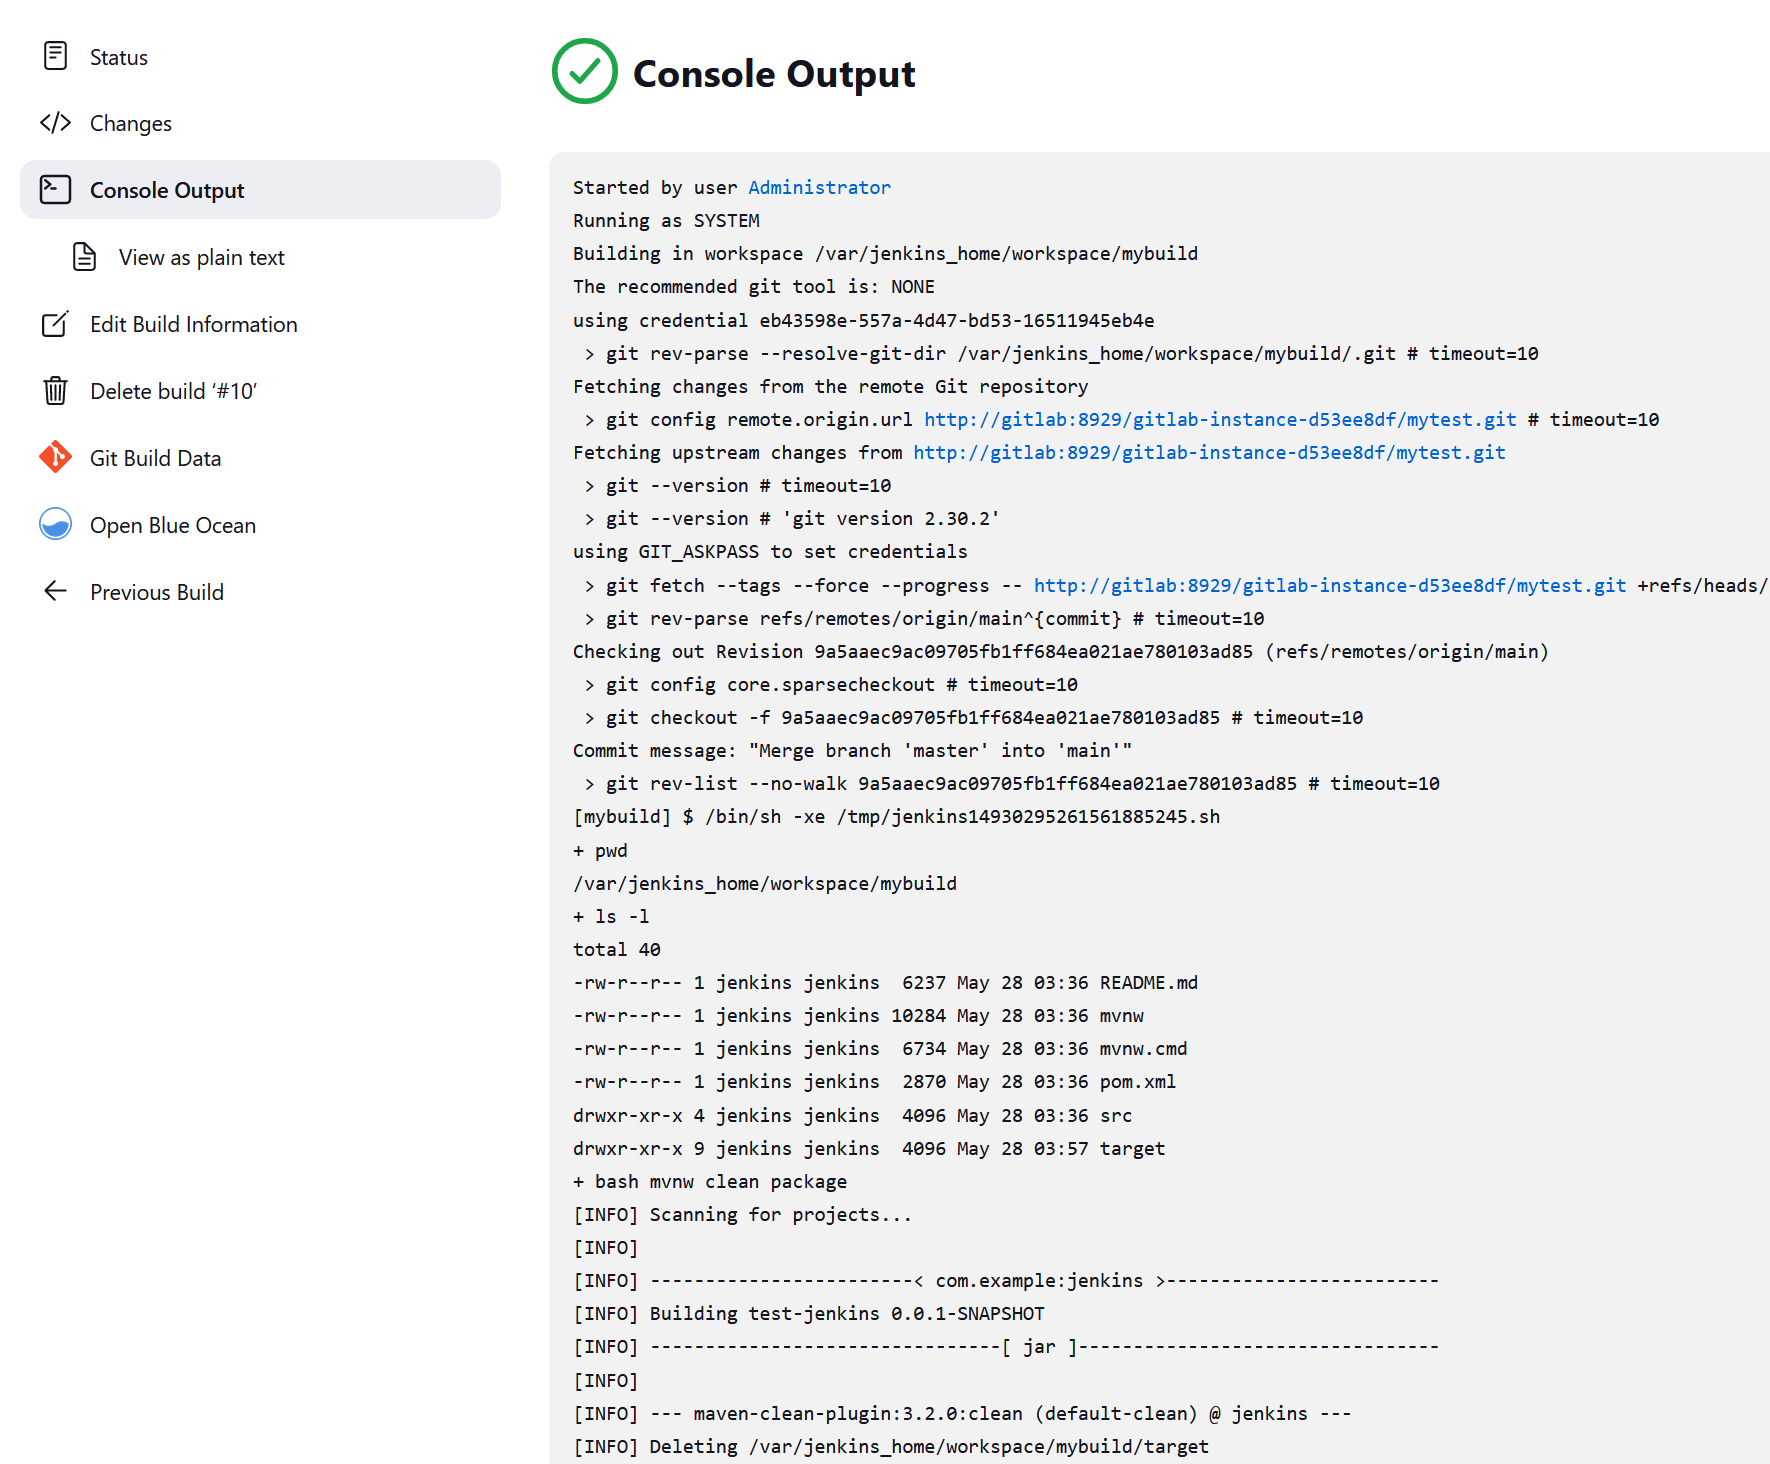 Status
Changes
Console Output
View as plain text
Edit Build Information
Delete build ‘#10’
Git Build Data
Open Blue Ocean
Previous Build
Console Output
Started by user Administrator
Running as SYSTEM
Building in workspace /var/jenkins_home/workspace/mybuild
The recommended git tool is: NONE
using credential eb43598e-557a-4d47-bd53-16511945eb4e
 > git rev-parse --resolve-git-dir /var/jenkins_home/workspace/mybuild/.git # timeout=10
Fetching changes from the remote Git repository
 > git config remote.origin.url http://gitlab:8929/gitlab-instance-d53ee8df/mytest.git # timeout=10
Fetching upstream changes from http://gitlab:8929/gitlab-instance-d53ee8df/mytest.git
 > git --version # timeout=10
 > git --version # 'git version 2.30.2'
using GIT_ASKPASS to set credentials
 > git fetch --tags --force --progress -- http://gitlab:8929/gitlab-instance-d53ee8df/mytest.git +refs/heads/
 > git rev-parse refs/remotes/origin/main^{commit} # timeout=10
Checking out Revision 9a5aaec9ac09705fb1ff684ea021ae780103ad85 (refs/remotes/origin/main)
 > git config core.sparsecheckout # timeout=10
 > git checkout -f 9a5aaec9ac09705fb1ff684ea021ae780103ad85 # timeout=10
Commit message: "Merge branch 'master' into 'main'"
 > git rev-list --no-walk 9a5aaec9ac09705fb1ff684ea021ae780103ad85 # timeout=10
[mybuild] $ /bin/sh -xe /tmp/jenkins14930295261561885245.sh
+ pwd
/var/jenkins_home/workspace/mybuild
+ ls -l
total 40
-rw-r--r-- 1 jenkins jenkins  6237 May 28 03:36 README.md
-rw-r--r-- 1 jenkins jenkins 10284 May 28 03:36 mvnw
-rw-r--r-- 1 jenkins jenkins  6734 May 28 03:36 mvnw.cmd
-rw-r--r-- 1 jenkins jenkins  2870 May 28 03:36 pom.xml
drwxr-xr-x 4 jenkins jenkins  4096 May 28 03:36 src
drwxr-xr-x 9 jenkins jenkins  4096 May 28 03:57 target
+ bash mvnw clean package
[INFO] Scanning for projects...
[INFO]
[INFO] ------------------------< com.example:jenkins >-------------------------
[INFO] Building test-jenkins 0.0.1-SNAPSHOT
[INFO] --------------------------------[ jar ]---------------------------------
[INFO]
[INFO] --- maven-clean-plugin:3.2.0:clean (default-clean) @ jenkins ---
[INFO] Deleting /var/jenkins_home/workspace/mybuild/target